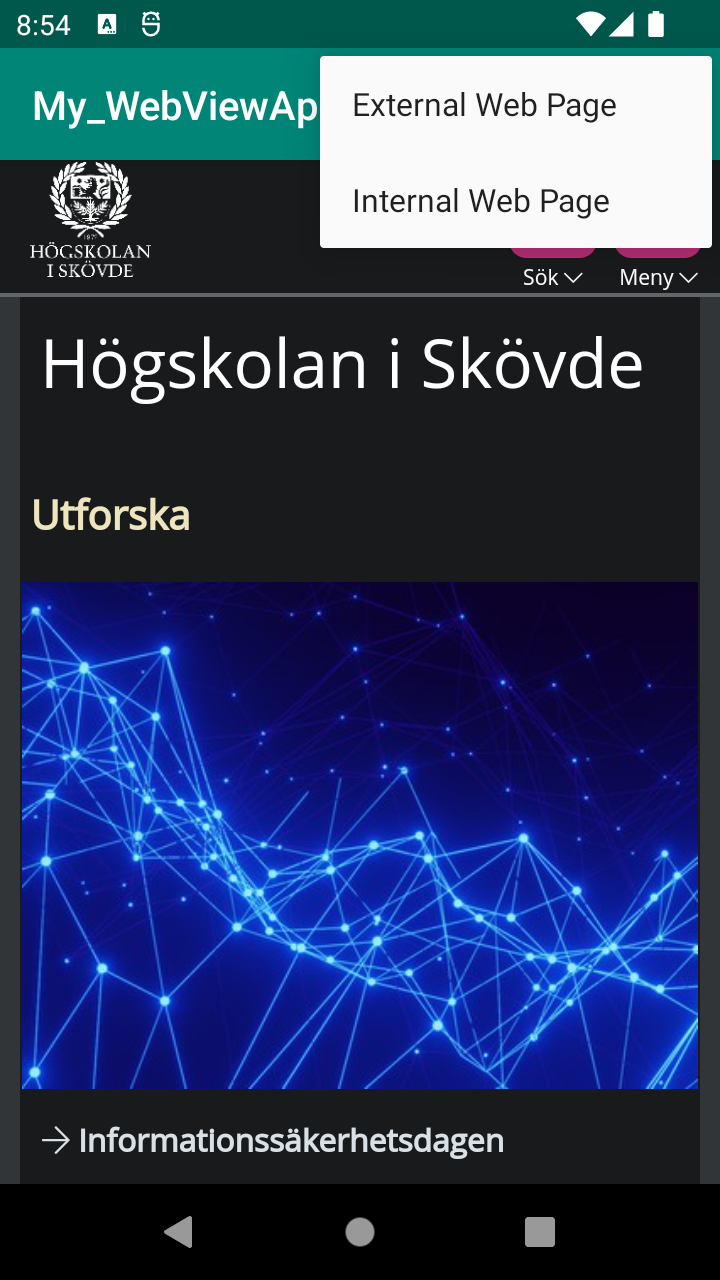 8:54
My_WebViewAp
External Web Page
Internal Web Page
HÖGSKOLAN
I SKÖVDE
Sök
Meny
Högskolan i Skövde
Utforska
Informationssäkerhetsdagen